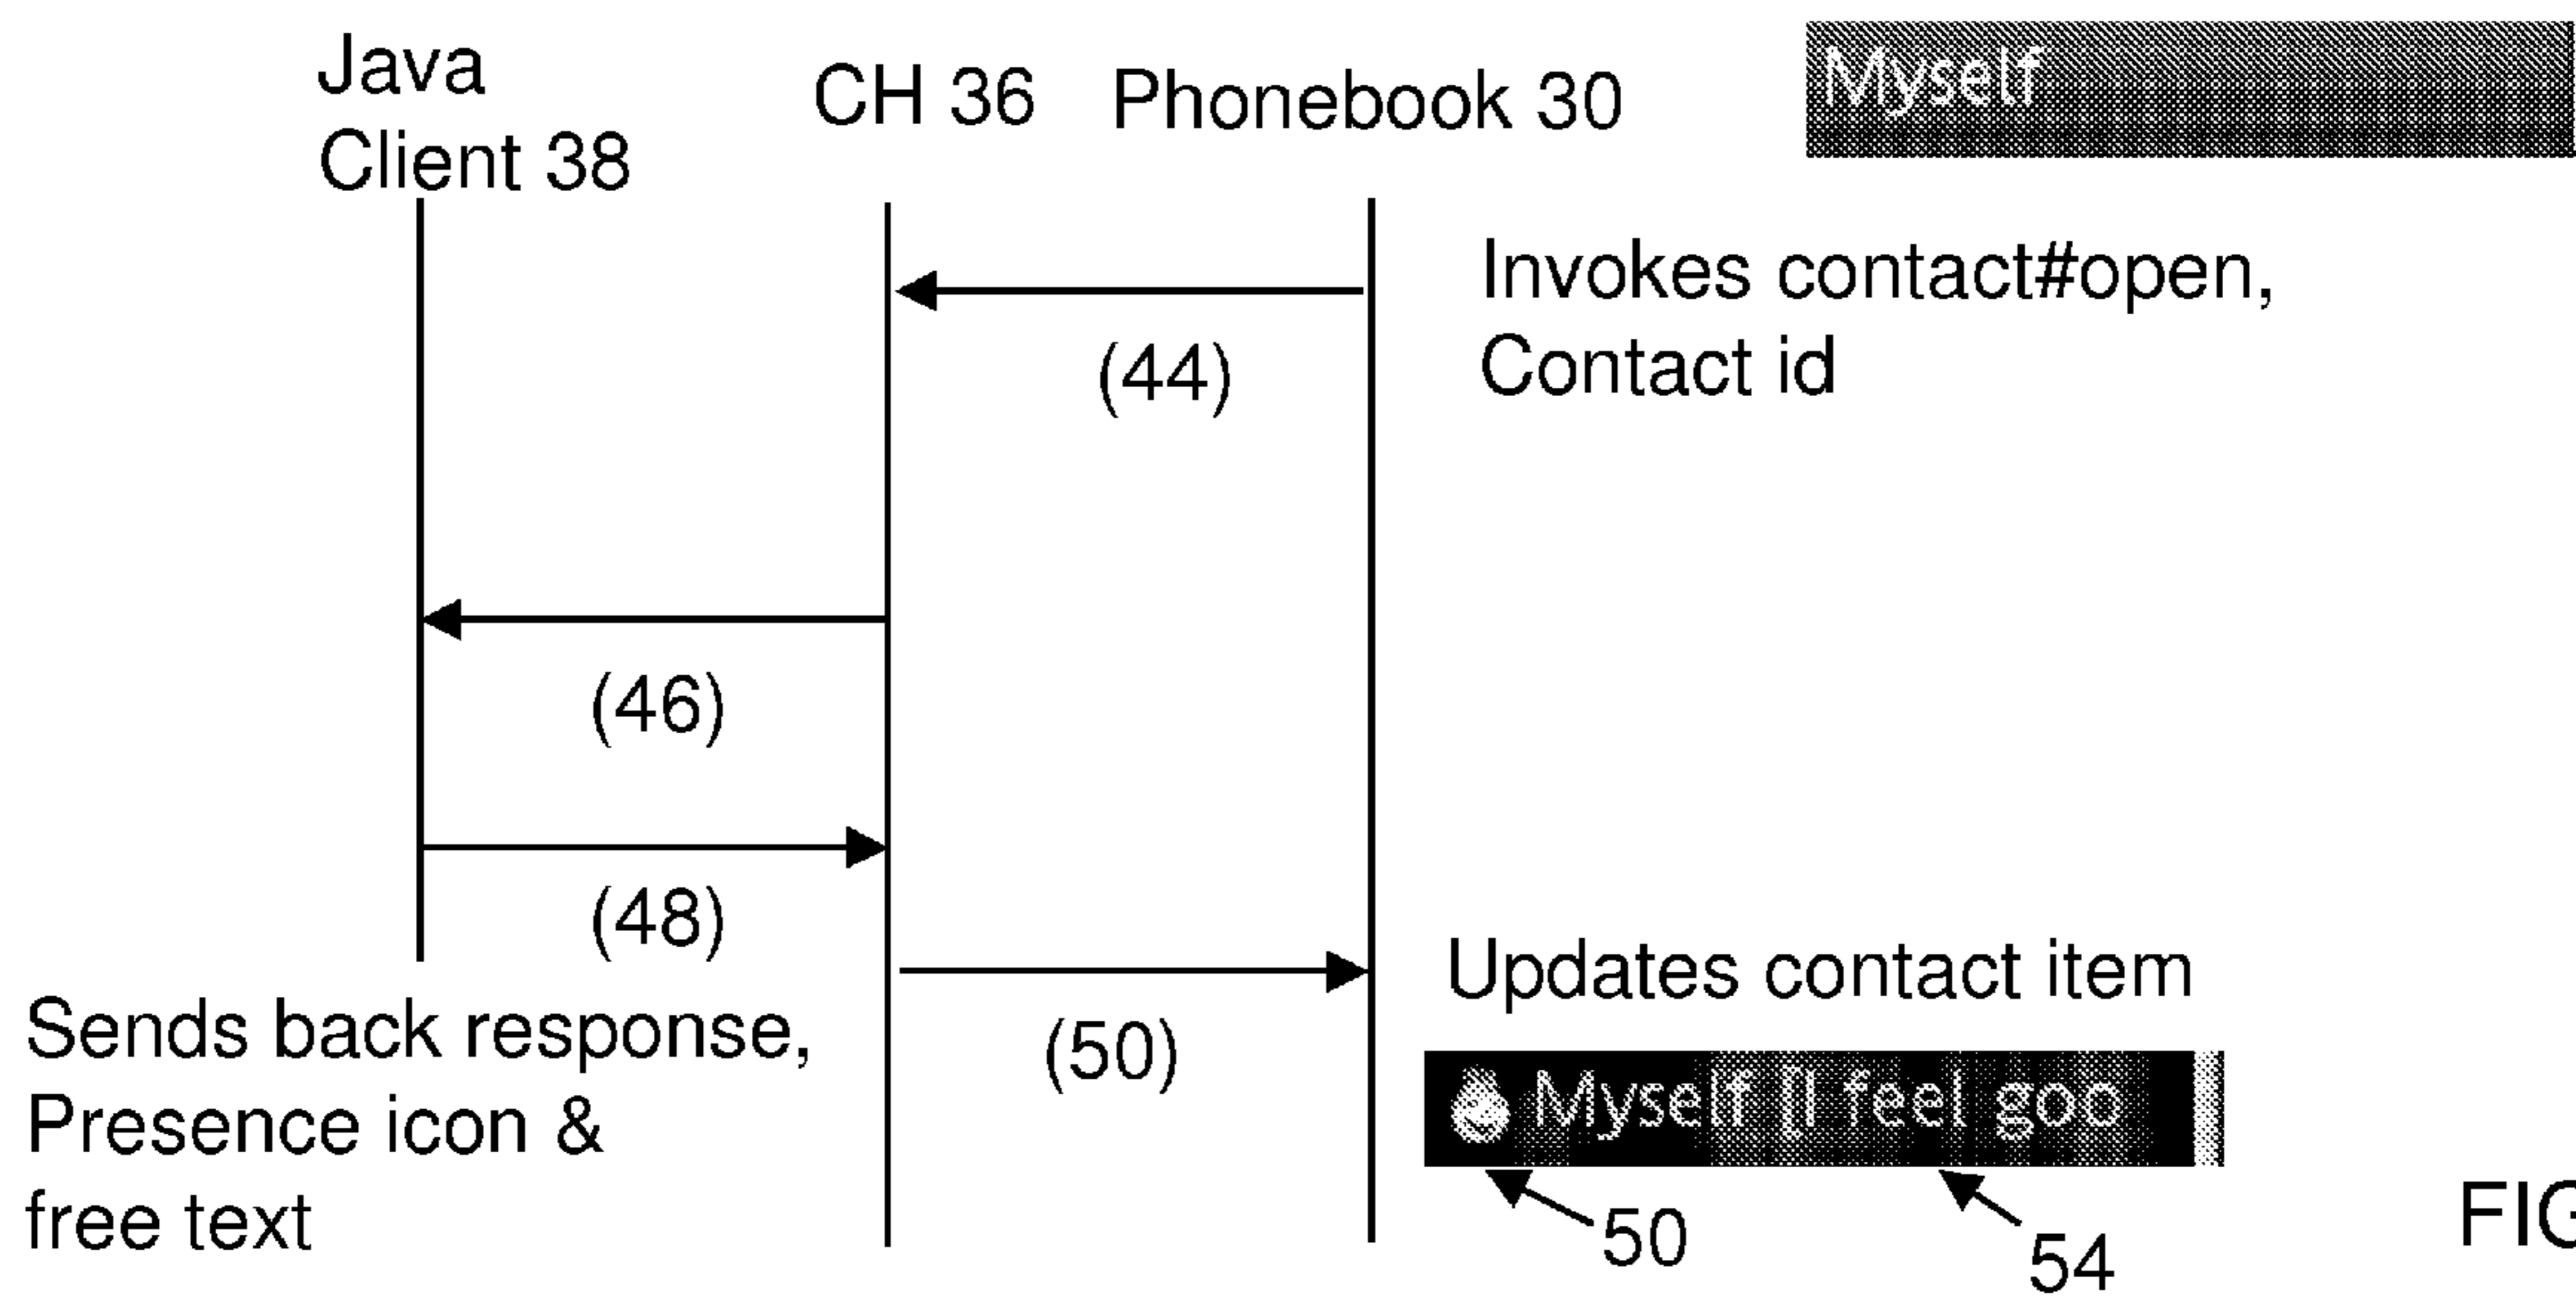 Java
Client 38
CH 36
Phonebook 30
Myself
Invokes contact#open,
Contact id
(44)
(46)
(48)
Sends back response,
Presence icon &
free text
(50)
Updates contact item
Myself [I feel goo
50
54
FIG